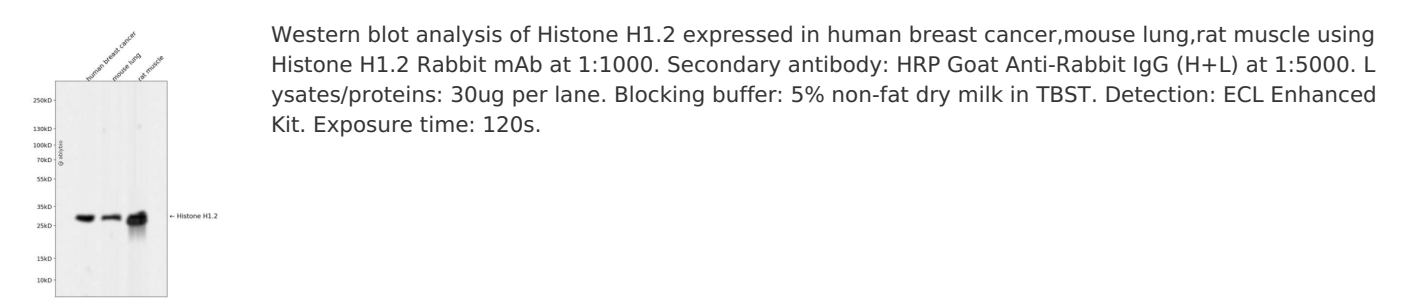 human breast cancer
mouse lung
rat muscle
250kD
130kD
100kD
70kD
55kD
35kD
25kD
15kD
10kD
@ abybio
← Histone H1.2
Western blot analysis of Histone H1.2 expressed in human breast cancer,mouse lung,rat muscle using
Histone H1.2 Rabbit mAb at 1:1000. Secondary antibody: HRP Goat Anti-Rabbit IgG (H+L) at 1:5000. L
ysates/proteins: 30ug per lane. Blocking buffer: 5% non-fat dry milk in TBST. Detection: ECL Enhanced
Kit. Exposure time: 120s.